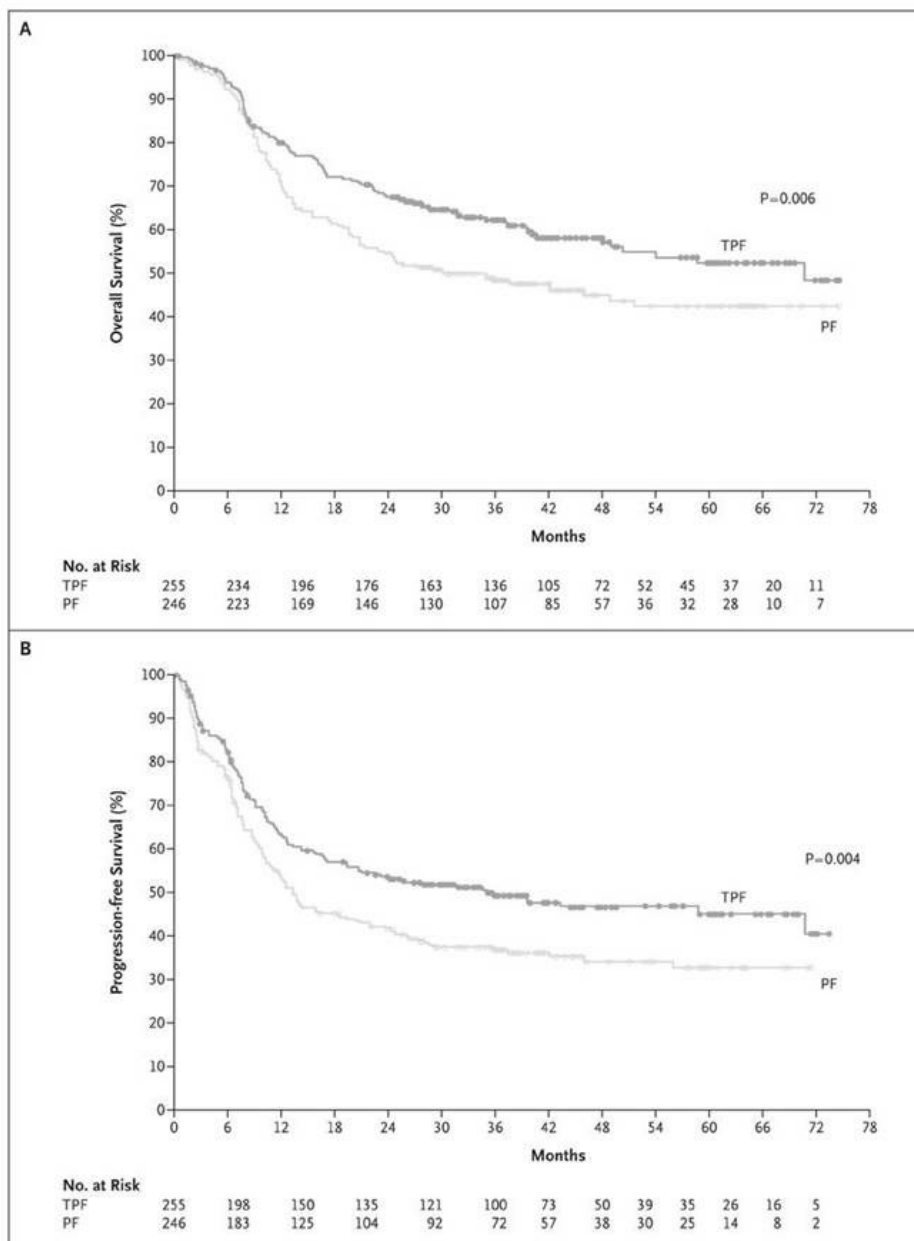 A
100
90
80
70
60
50
40
30
20
10
0
Overall Survival (%)
P=0.006
TPF
PF
0 6 12 18 24 30 36 42 48 54 60 66 72 78
Months
No. at Risk
TPF 255 234 196 176 163 136 105 72 52 45 37 20 11
PF 246 223 169 146 130 107 85 57 36 32 28 10 7
B
100
90
80
70
60
50
40
30
20
10
0
Progression-free Survival (%)
P=0.004
TPF
PF
0 6 12 18 24 30 36 42 48 54 60 66 72 78
Months
No. at Risk
TPF 255 198 150 135 121 100 73 50 39 35 26 16 5
PF 246 183 125 104 92 72 57 38 30 25 14 8 2